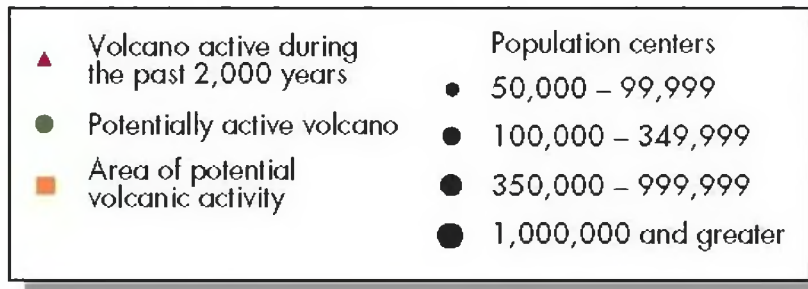 Volcano active during
the past 2,000 years
Potentially active volcano
Area of potential
volcanic activity
Population centers
50,000 – 99,999
100,000 – 349,999
350,000 – 999,999
1,000,000 and greater